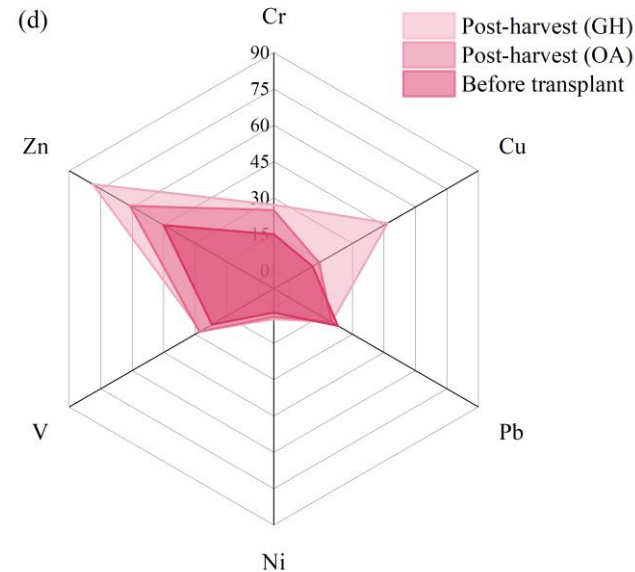 (d)
Cr
Post-harvest (GH)
Post-harvest (OA)
Before transplant
90
75
60
45
30
15
0
Zn
Cu
V
Pb
Ni